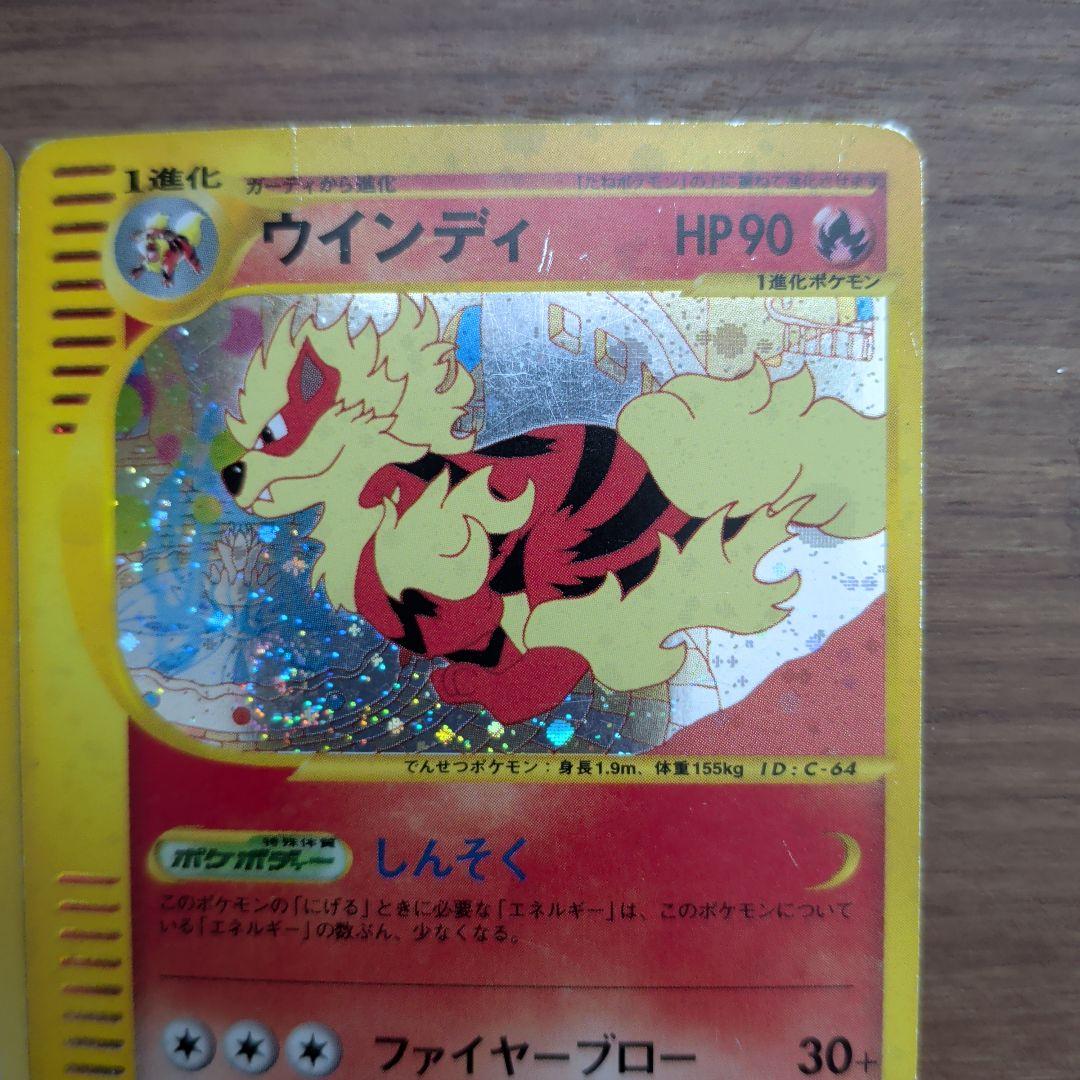 1進化
ガーディから進化
「たねポケモン」の上に重ねて進化させます
ウインディ HP90
1進化ポケモン
でんせつポケモン：身長1.9m、体重155kg ID:C-64
特殊体質
ポケボディー しんそく
このポケモンの「にげる」ときに必要な「エネルギー」は、このポケモンについて
いる「エネルギー」の数ぶん、少なくなる。
ファイヤーブロー 30+